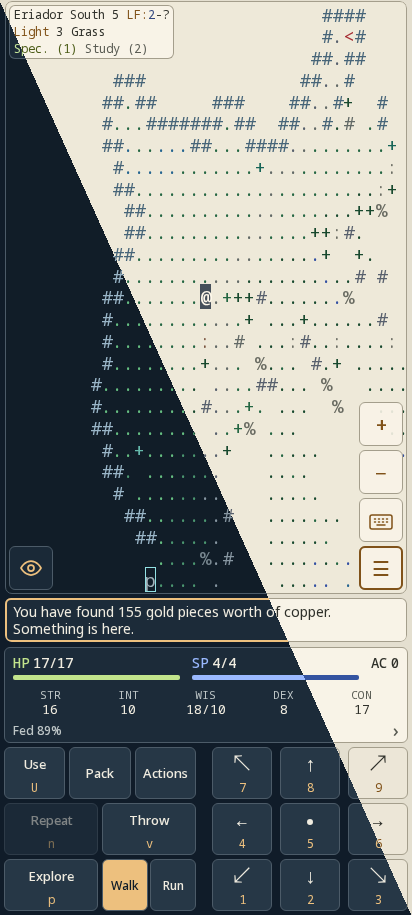 Eriador South 5 LF:2-?
Light 3 Grass
Spec. (1) Study (2)
####
#.<#
##.##
### ##..#
##.## ### ##..#+ #
#...#######.## ##..#.# .#
##......##...####.........+
#............+...........:
##......................:+
##...................++%
##...............++:#.
##.................+ +.
#.....................# #
##.......@.+++#.......%
#............+....+......#
#........: ..# ...:#..:....:
#........+....%....#.+ .....
#......... ....##....% ....
#.........#...+. .... %
##......... ..+% ....
#..+.......+ ....
##. ........ .....
# ......... .....
##.......# .......
##...... ......
....%.# ......
p.... . ........
+
−
☰
You have found 155 gold pieces worth of copper.
Something is here.
HP 17/17 SP 4/4 AC 0
STR INT WIS DEX CON
16 10 18/10 8 17
Fed 89% ›
Use
U
Pack
Actions
↖
7
↑
8
↗
9
Repeat
n
Throw
v
←
4
•
5
→
6
Explore
p
Walk
Run
↙
1
↓
2
↘
3